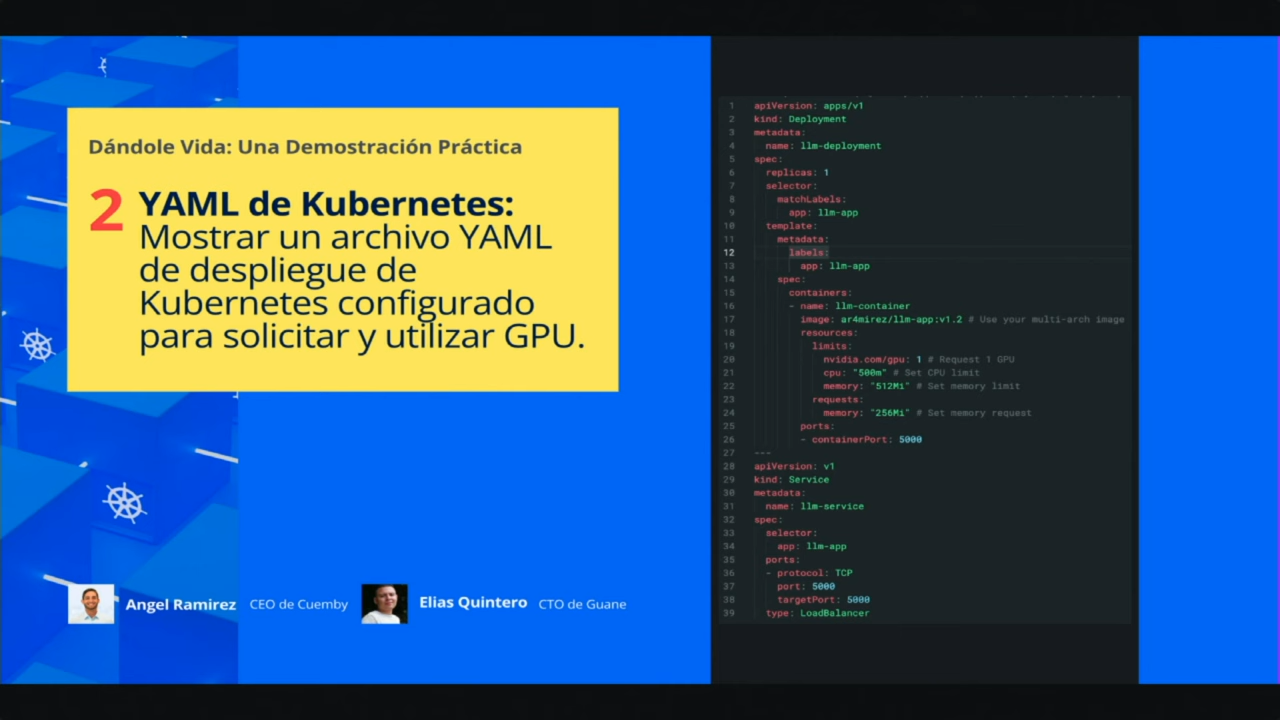 Dándole Vida: Una Demostración Práctica
2 YAML de Kubernetes:
Mostrar un archivo YAML
de despliegue de
Kubernetes configurado
para solicitar y utilizar GPU.
Angel Ramirez CEO de Cuemby
Elias Quintero CTO de Guane
1 apiVersion: apps/v1
2 kind: Deployment
3 metadata:
4 name: llm-deployment
5 spec:
6 replicas: 1
7 selector:
8 matchLabels:
9 app: llm-app
10 template:
11 metadata:
12 labels:
13 app: llm-app
14 spec:
15 containers:
16 - name: llm-container
17 image: ar4mirez/llm-app:v1.2 # Use your multi-arch image
18 resources:
19 limits:
20 nvidia.com/gpu: 1 # Request 1 GPU
21 cpu: "500m" # Set CPU limit
22 memory: "512Mi" # Set memory limit
23 requests:
24 memory: "256Mi" # Set memory request
25 ports:
26 - containerPort: 5000
27 ---
28 apiVersion: v1
29 kind: Service
30 metadata:
31 name: llm-service
32 spec:
33 selector:
34 app: llm-app
35 ports:
36 - protocol: TCP
37 port: 5000
38 targetPort: 5000
39 type: LoadBalancer